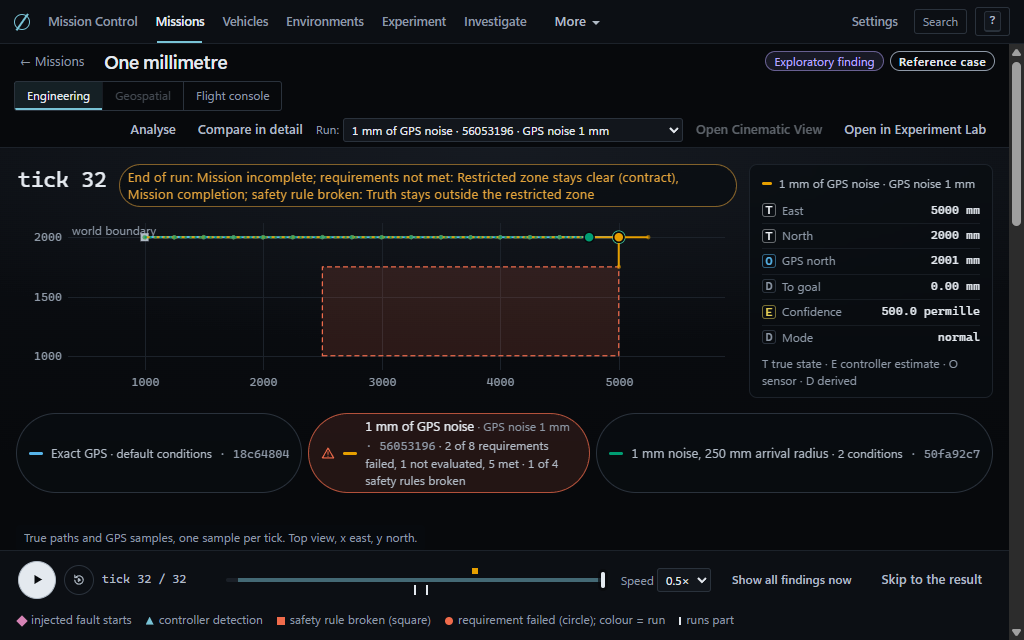 Mission Control Missions Vehicles Environments Experiment Investigate More Settings Search ?
← Missions One millimetre Exploratory finding Reference case
Engineering Geospatial Flight console
Analyse Compare in detail Run: 1 mm of GPS noise · 56053196 · GPS noise 1 mm Open Cinematic View Open in Experiment Lab
tick 32
End of run: Mission incomplete; requirements not met: Restricted zone stays clear (contract),
Mission completion; safety rule broken: Truth stays outside the restricted zone
world boundary
2000
1500
1000
1000 2000 3000 4000 5000
1 mm of GPS noise · GPS noise 1 mm
T East 5000 mm
T North 2000 mm
O GPS north 2001 mm
D To goal 0.00 mm
E Confidence 500.0 permille
D Mode normal
T true state · E controller estimate · O
sensor · D derived
Exact GPS · default conditions · 18c64804
1 mm of GPS noise · GPS noise 1 mm
· 56053196 · 2 of 8 requirements
failed, 1 not evaluated, 5 met · 1 of 4
safety rules broken
1 mm noise, 250 mm arrival radius · 2 conditions · 50fa92c7
True paths and GPS samples, one sample per tick. Top view, x east, y north.
tick 32 / 32 Speed 0.5× Show all findings now Skip to the result
injected fault starts controller detection safety rule broken (square) requirement failed (circle); colour = run runs part